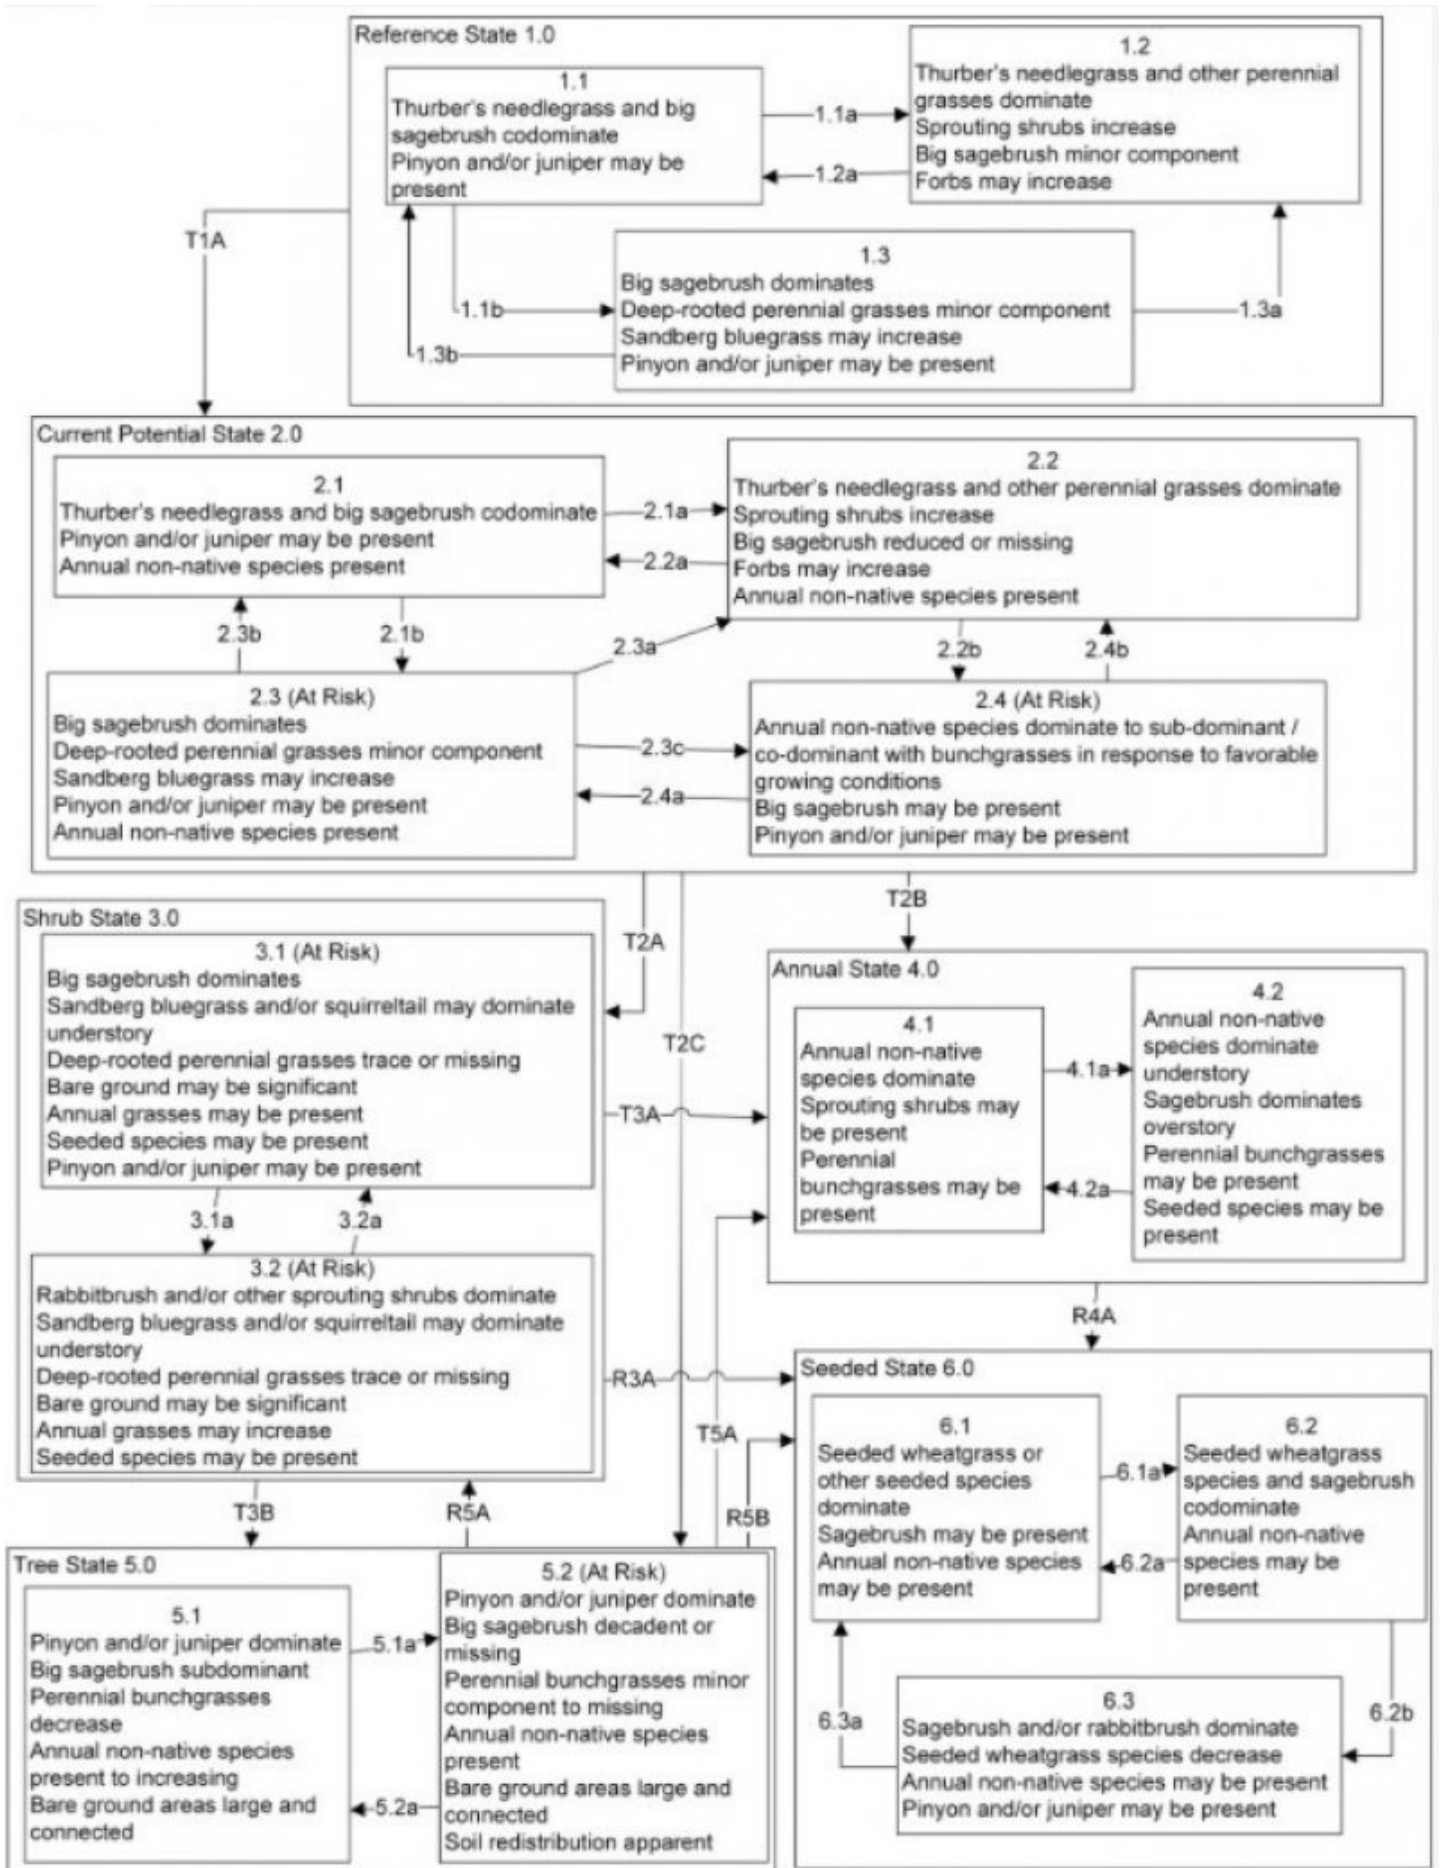 Reference State 1.0
1.1
Thurber's needlegrass and big
sagebrush codominate
Pinyon and/or juniper may be
present
1.1a
1.2a
1.2
Thurber's needlegrass and other perennial
grasses dominate
Sprouting shrubs increase
Big sagebrush minor component
Forbs may increase
T1A
1.1b
1.3b
1.3
Big sagebrush dominates
Deep-rooted perennial grasses minor component
Sandberg bluegrass may increase
Pinyon and/or juniper may be present
1.3a
Current Potential State 2.0
2.1
Thurber's needlegrass and big sagebrush codominate
Pinyon and/or juniper may be present
Annual non-native species present
2.1a
2.2a
2.2
Thurber's needlegrass and other perennial grasses dominate
Sprouting shrubs increase
Big sagebrush reduced or missing
Forbs may increase
Annual non-native species present
2.3b
2.1b
2.3a
2.2b
2.4b
2.3 (At Risk)
Big sagebrush dominates
Deep-rooted perennial grasses minor component
Sandberg bluegrass may increase
Pinyon and/or juniper may be present
Annual non-native species present
2.3c
2.4a
2.4 (At Risk)
Annual non-native species dominate to sub-dominant /
co-dominant with bunchgrasses in response to favorable
growing conditions
Big sagebrush may be present
Pinyon and/or juniper may be present
T2A
T2C
T2B
Shrub State 3.0
3.1 (At Risk)
Big sagebrush dominates
Sandberg bluegrass and/or squirreltail may dominate
understory
Deep-rooted perennial grasses trace or missing
Bare ground may be significant
Annual grasses may be present
Seeded species may be present
Pinyon and/or juniper may be present
3.1a
3.2a
3.2 (At Risk)
Rabbitbrush and/or other sprouting shrubs dominate
Sandberg bluegrass and/or squirreltail may dominate
understory
Deep-rooted perennial grasses trace or missing
Bare ground may be significant
Annual grasses may increase
Seeded species may be present
T3A
R3A
Annual State 4.0
4.1
Annual non-native
species dominate
Sprouting shrubs may
be present
Perennial
bunchgrasses may be
present
4.1a
4.2a
4.2
Annual non-native
species dominate
understory
Sagebrush dominates
overstory
Perennial bunchgrasses
may be present
Seeded species may be
present
R4A
T3B
R5A
T5A
R5B
Tree State 5.0
5.1
Pinyon and/or juniper dominate
Big sagebrush subdominant
Perennial bunchgrasses
decrease
Annual non-native species
present to increasing
Bare ground areas large and
connected
5.1a
5.2a
5.2 (At Risk)
Pinyon and/or juniper dominate
Big sagebrush decadent or
missing
Perennial bunchgrasses minor
component to missing
Annual non-native species
present
Bare ground areas large and
connected
Soil redistribution apparent
Seeded State 6.0
6.1
Seeded wheatgrass or
other seeded species
dominate
Sagebrush may be present
Annual non-native species
may be present
6.1a
6.2a
6.2
Seeded wheatgrass
species and sagebrush
codominate
Annual non-native
species may be
present
6.3a
6.2b
6.3
Sagebrush and/or rabbitbrush dominate
Seeded wheatgrass species decrease
Annual non-native species may be present
Pinyon and/or juniper may be present